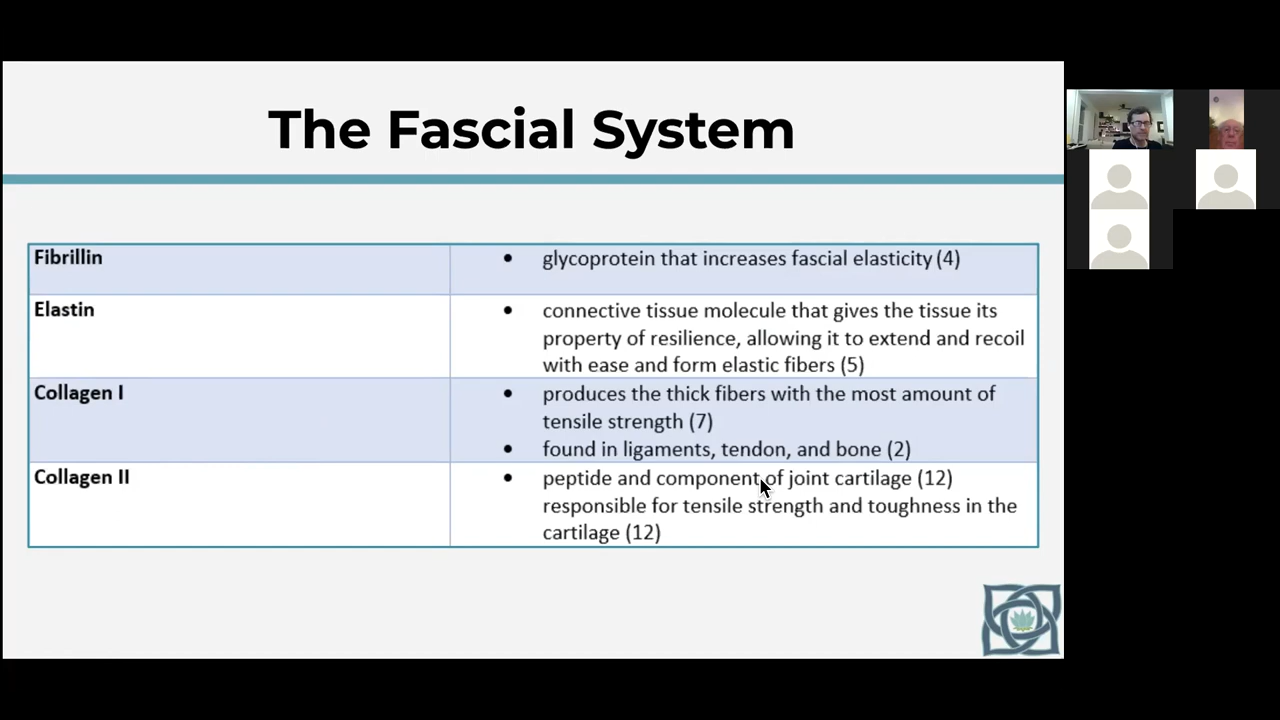 The Fascial System
Fibrillin
• glycoprotein that increases fascial elasticity (4)
Elastin
• connective tissue molecule that gives the tissue its
property of resilience, allowing it to extend and recoil
with ease and form elastic fibers (5)
Collagen I
• produces the thick fibers with the most amount of
tensile strength (7)
• found in ligaments, tendon, and bone (2)
Collagen II
• peptide and component of joint cartilage (12)
responsible for tensile strength and toughness in the
cartilage (12)